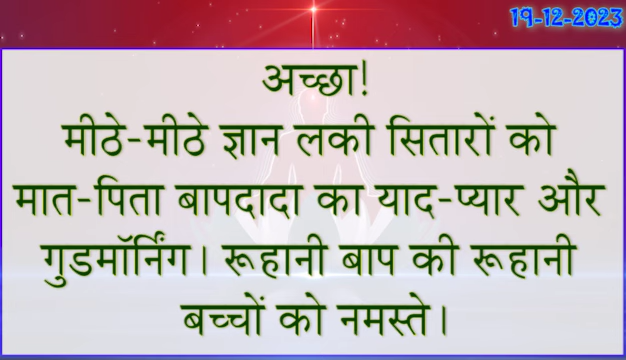 19-12-2023
अच्छा!
मीठे-मीठे ज्ञान लकी सितारों को
मात-पिता बापदादा का याद-प्यार और
गुडमॉर्निंग। रूहानी बाप की रूहानी
बच्चों को नमस्ते।